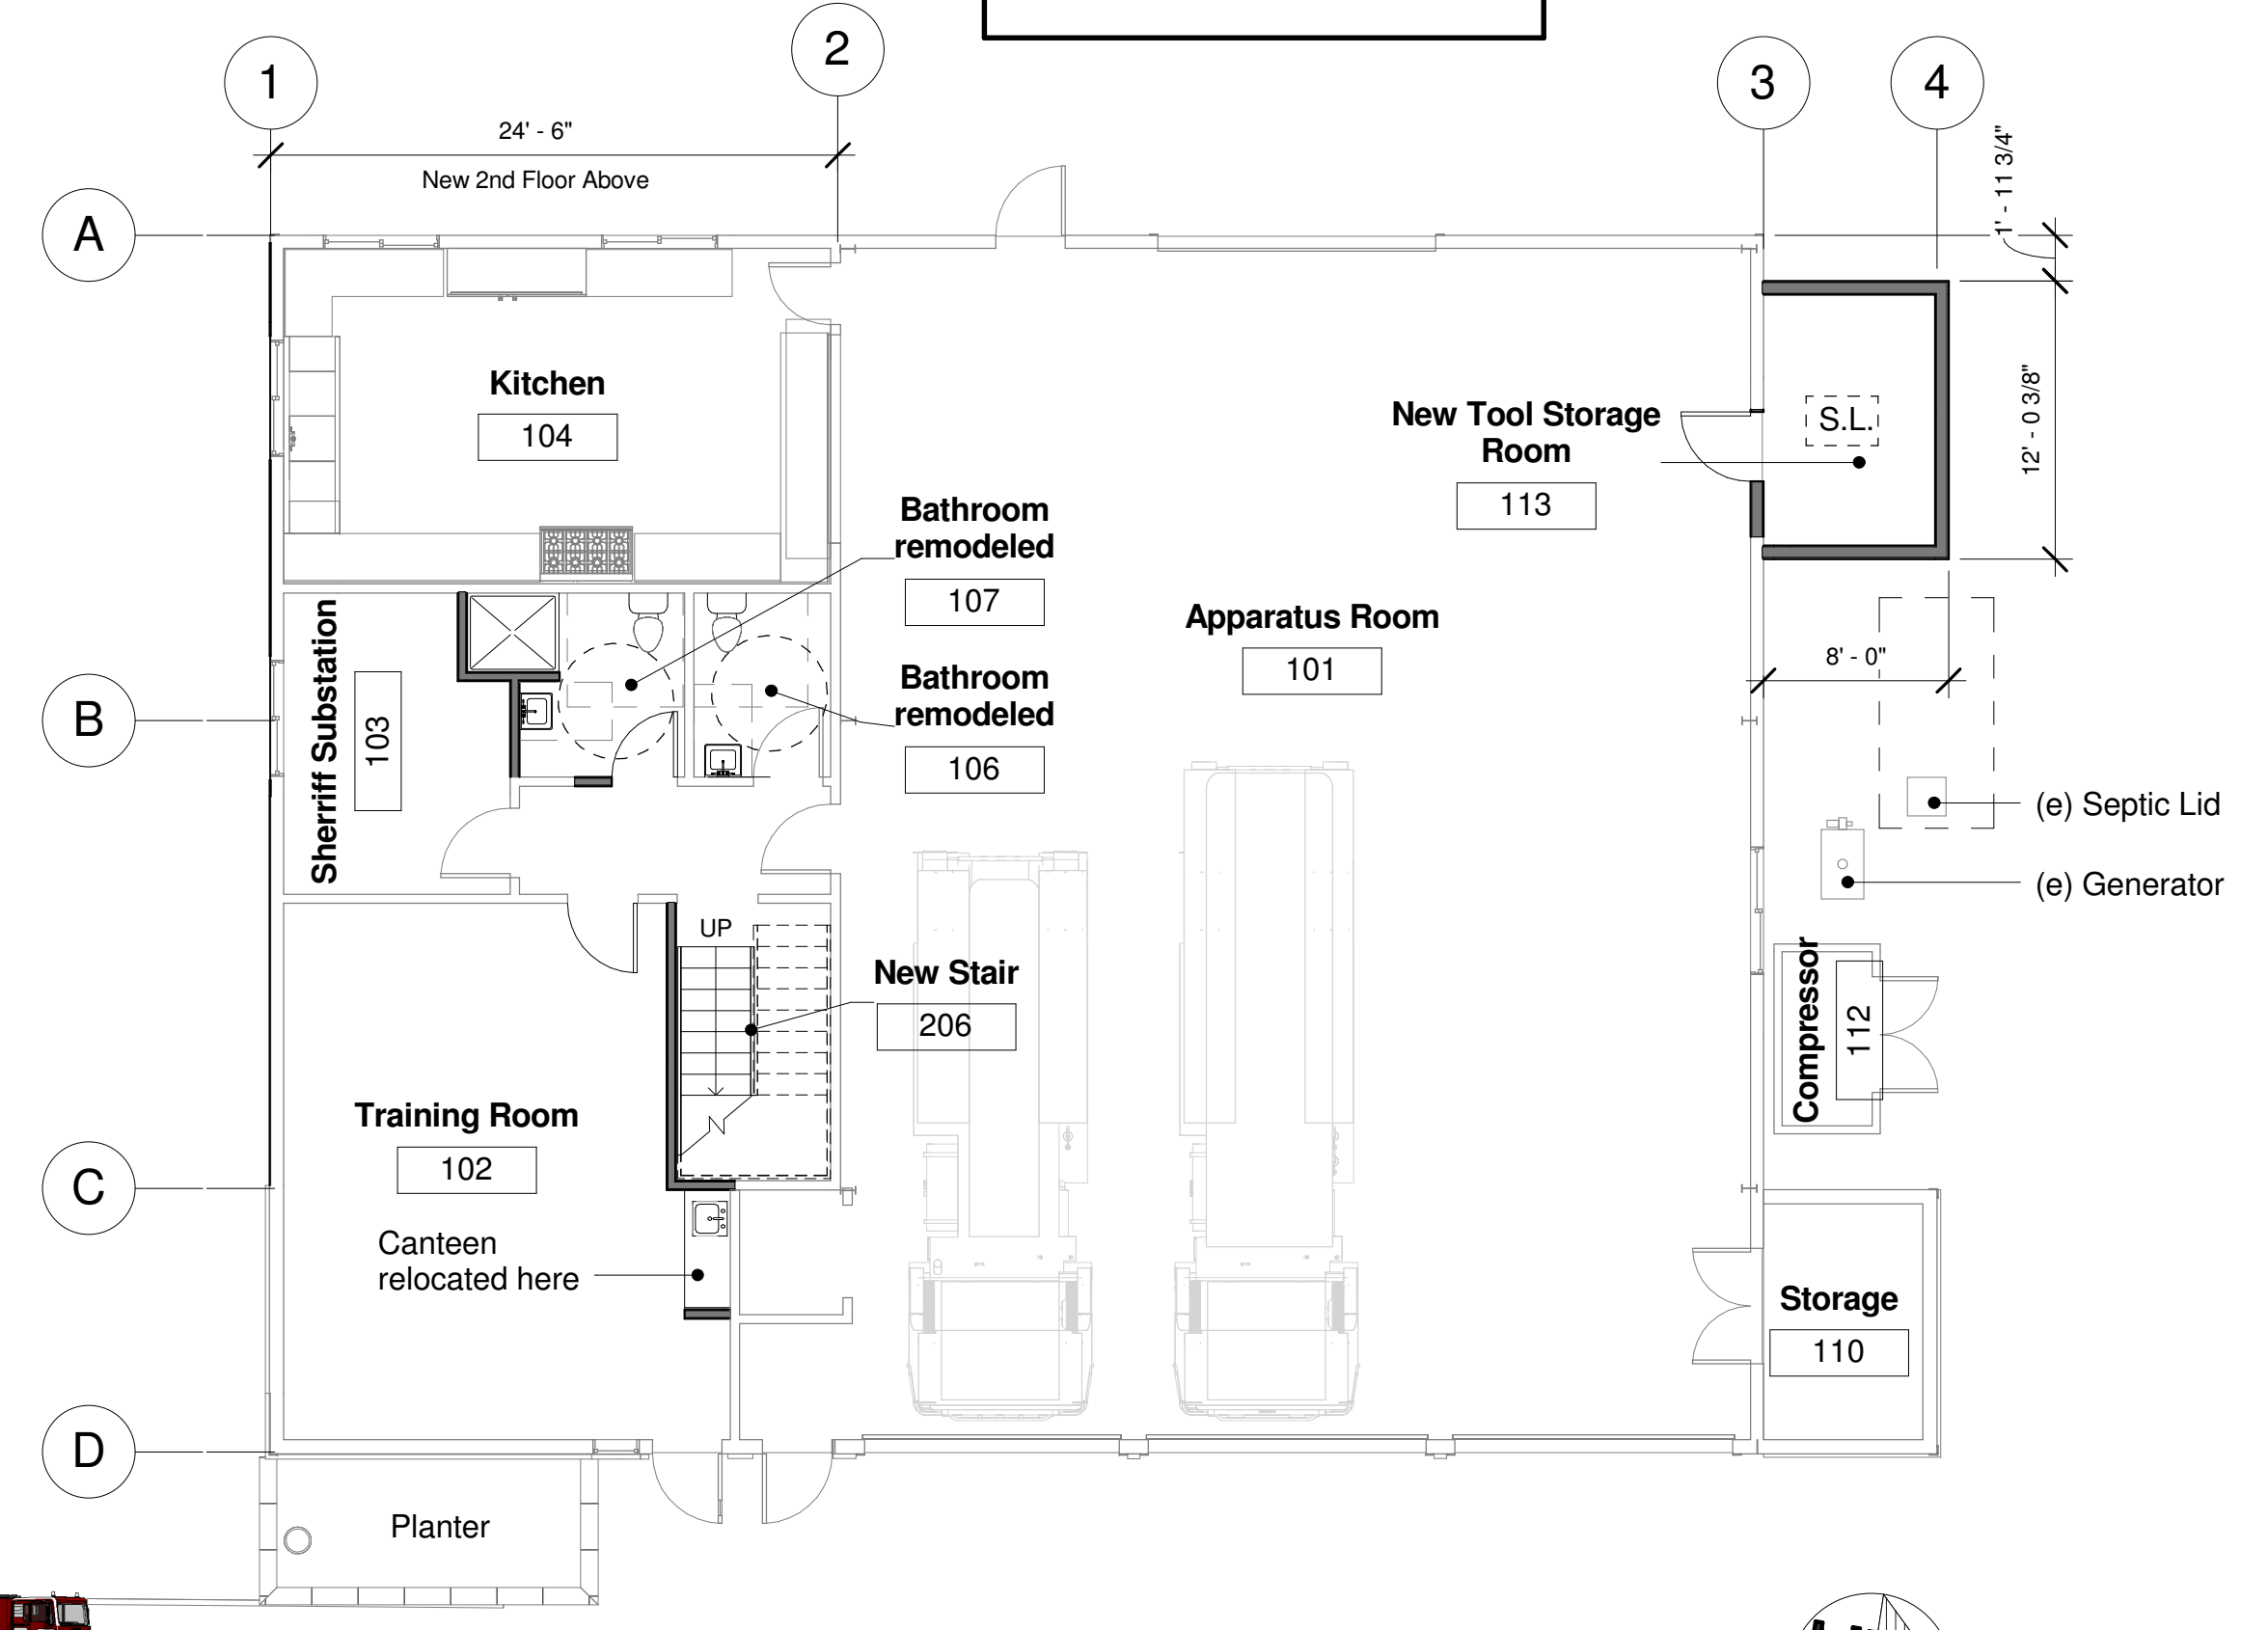 1
2
3
4
24' - 6"
New 2nd Floor Above
1' - 11 3/4"
A
Kitchen
104
New Tool Storage
Room
113
S.L.
12' - 0 3/8"
Bathroom
remodeled
107
Apparatus Room
101
Sherriff Substation
103
Bathroom
remodeled
106
8' - 0"
B
(e) Septic Lid
(e) Generator
UP
New Stair
206
Compressor
112
Training Room
102
C
Canteen
relocated here
Storage
110
D
Planter